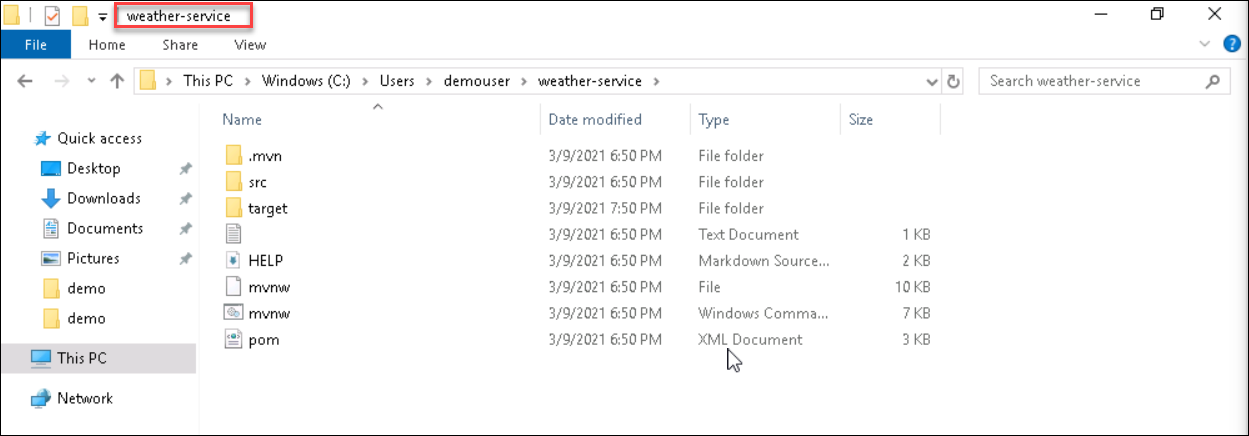 weather-service
File Home Share View
This PC Windows (C:) Users demouser weather-service Search weather-service
Name Date modified Type Size
Quick access
Desktop
Downloads
Documents
Pictures
demo
demo
This PC
Network
.mvn 3/9/2021 6:50 PM File folder
src 3/9/2021 6:50 PM File folder
target 3/9/2021 7:50 PM File folder
3/9/2021 6:50 PM Text Document 1 KB
HELP 3/9/2021 6:50 PM Markdown Source... 2 KB
mvnw 3/9/2021 6:50 PM File 10 KB
mvnw 3/9/2021 6:50 PM Windows Comma... 7 KB
pom 3/9/2021 6:50 PM XML Document 3 KB